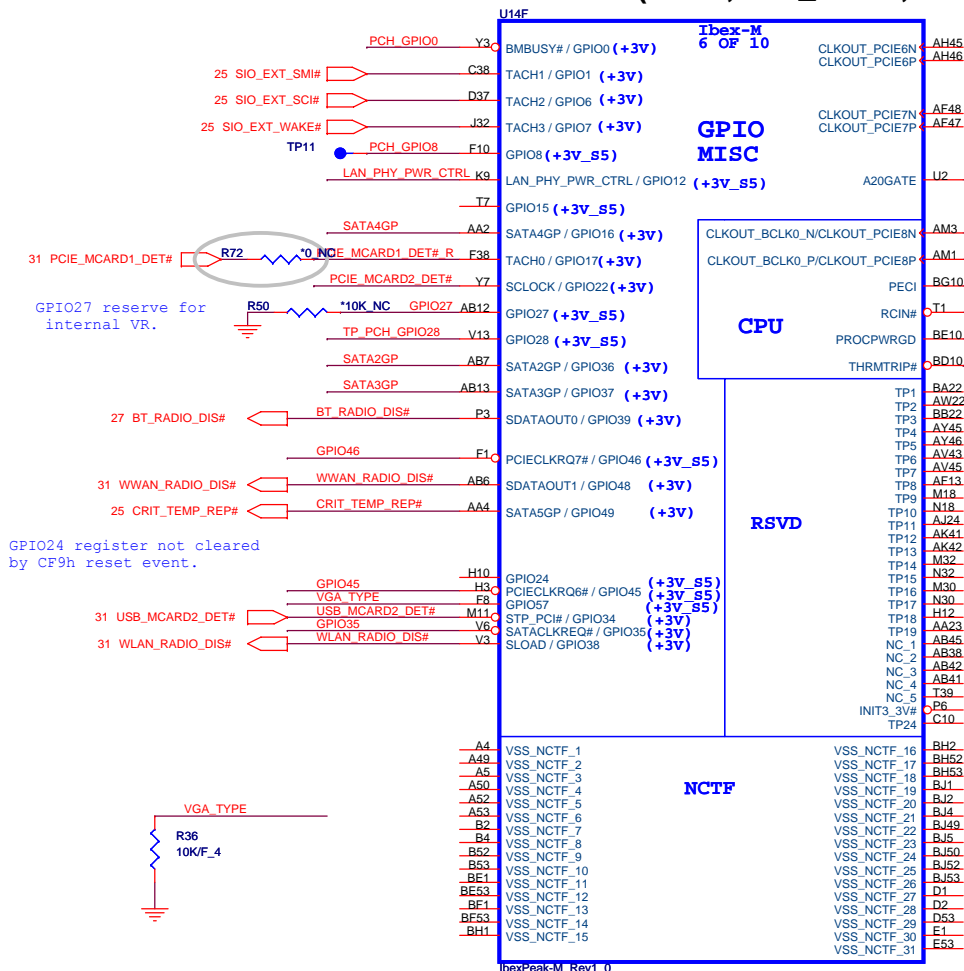 U14F
Ibex-M
6 OF 10
PCH_GPIO0 Y3 BMBUSY# / GPIO0 (+3V)
25 SIO_EXT_SMI# C38 TACH1 / GPIO1 (+3V)
25 SIO_EXT_SCI# D37 TACH2 / GPIO6 (+3V)
25 SIO_EXT_WAKE# J32 TACH3 / GPIO7 (+3V)
TP11 PCH_GPIO8 F10 GPIO8 (+3V_S5)
LAN_PHY_PWR_CTRL K9 LAN_PHY_PWR_CTRL / GPIO12 (+3V_S5)
T7 GPIO15 (+3V_S5)
SATA4GP AA2 SATA4GP / GPIO16 (+3V)
31 PCIE_MCARD1_DET# R72 *0_NC PCIE_MCARD1_DET#_R F38 TACH0 / GPIO17 (+3V)
PCIE_MCARD2_DET# Y7 SCLOCK / GPIO22 (+3V)
GPIO27 reserve for
internal VR.
R50 *10K_NC GPIO27 AB12 GPIO27 (+3V_S5)
TP_PCH_GPIO28 V13 GPIO28 (+3V_S5)
SATA2GP AB7 SATA2GP / GPIO36 (+3V)
SATA3GP AB13 SATA3GP / GPIO37 (+3V)
27 BT_RADIO_DIS# BT_RADIO_DIS# P3 SDATAOUT0 / GPIO39 (+3V)
GPIO46 F1 PCIECLKRQ7# / GPIO46 (+3V_S5)
31 WWAN_RADIO_DIS# WWAN_RADIO_DIS# AB6 SDATAOUT1 / GPIO48 (+3V)
25 CRIT_TEMP_REP# CRIT_TEMP_REP# AA4 SATA5GP / GPIO49 (+3V)
GPIO24 register not cleared
by CF9h reset event.
H10 GPIO24 (+3V_S5)
GPIO45 H3 PCIECLKRQ6# / GPIO45 (+3V_S5)
VGA_TYPE F8 GPIO57 (+3V_S5)
31 USB_MCARD2_DET# USB_MCARD2_DET# M11 STP_PCI# / GPIO34 (+3V)
GPIO35 V6 SATACLKREQ# / GPIO35 (+3V)
31 WLAN_RADIO_DIS# WLAN_RADIO_DIS# V3 SLOAD / GPIO38 (+3V)
GPIO
MISC
CPU
RSVD
NCTF
CLKOUT_PCIE6N AH45
CLKOUT_PCIE6P AH46
CLKOUT_PCIE7N AF48
CLKOUT_PCIE7P AF47
A20GATE U2
CLKOUT_BCLK0_N/CLKOUT_PCIE8N AM3
CLKOUT_BCLK0_P/CLKOUT_PCIE8P AM1
PECI BG10
RCIN# T1
PROCPWRGD BE10
THRMTRIP# BD10
TP1 BA22
TP2 AW22
TP3 BB22
TP4 AY45
TP5 AY46
TP6 AV43
TP7 AV45
TP8 AF13
TP9 M18
TP10 N18
TP11 AJ24
TP12 AK41
TP13 AK42
TP14 M32
TP15 N32
TP16 M30
TP17 N30
TP18 H12
TP19 AA23
NC_1 AB45
NC_2 AB38
NC_3 AB42
NC_4 AB41
NC_5 T39
INIT3_3V# P6
TP24 C10
A4 VSS_NCTF_1
A49 VSS_NCTF_2
A5 VSS_NCTF_3
A50 VSS_NCTF_4
A52 VSS_NCTF_5
A53 VSS_NCTF_6
B2 VSS_NCTF_7
B4 VSS_NCTF_8
B52 VSS_NCTF_9
B53 VSS_NCTF_10
BE1 VSS_NCTF_11
BE53 VSS_NCTF_12
BF1 VSS_NCTF_13
BF53 VSS_NCTF_14
BH1 VSS_NCTF_15
VSS_NCTF_16 BH2
VSS_NCTF_17 BH52
VSS_NCTF_18 BH53
VSS_NCTF_19 BJ1
VSS_NCTF_20 BJ2
VSS_NCTF_21 BJ4
VSS_NCTF_22 BJ49
VSS_NCTF_23 BJ5
VSS_NCTF_24 BJ50
VSS_NCTF_25 BJ52
VSS_NCTF_26 BJ53
VSS_NCTF_27 D1
VSS_NCTF_28 D2
VSS_NCTF_29 D53
VSS_NCTF_30 E1
VSS_NCTF_31 E53
VGA_TYPE
R36
10K/F_4
IbexPeak-M_Rev1_0